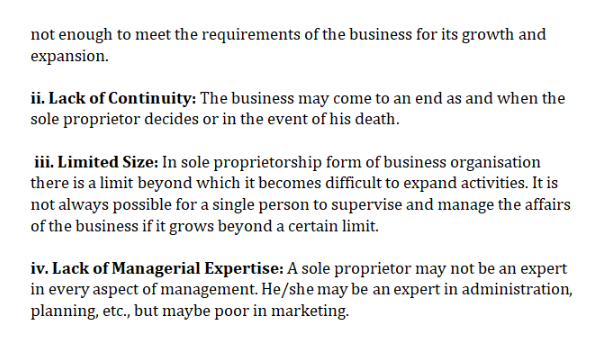 not enough to meet the requirements of the business for its growth and
expansion.
ii. Lack of Continuity: The business may come to an end as and when the
sole proprietor decides or in the event of his death.
iii. Limited Size: In sole proprietorship form of business organisation
there is a limit beyond which it becomes difficult to expand activities. It is
not always possible for a single person to supervise and manage the affairs
of the business if it grows beyond a certain limit.
iv. Lack of Managerial Expertise: A sole proprietor may not be an expert
in every aspect of management. He/she may be an expert in administration,
planning, etc., but maybe poor in marketing.